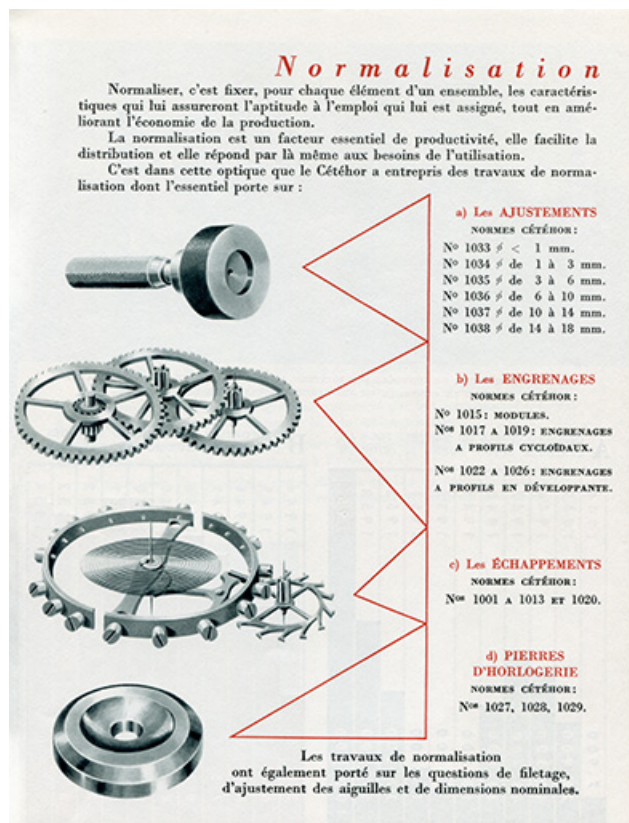 Normalisation
Normaliser, c'est fixer, pour chaque élément d'un ensemble, les caractéris-
tiques qui lui assureront l'aptitude à l'emploi qui lui est assigné, tout en amé-
liorant l'économie de la production.
La normalisation est un facteur essentiel de productivité, elle facilite la
distribution et elle répond par là même aux besoins de l'utilisation.
C'est dans cette optique que le Cétéhor a entrepris des travaux de norma-
lisation dont l'essentiel porte sur :
a) Les AJUSTEMENTS
NORMES CÉTÉHOR :
No 1033 ⌀ < 1 mm.
No 1034 ⌀ de 1 à 3 mm.
No 1035 ⌀ de 3 à 6 mm.
No 1036 ⌀ de 6 à 10 mm.
No 1037 ⌀ de 10 à 14 mm.
No 1038 ⌀ de 14 à 18 mm.
b) Les ENGRENAGES
NORMES CÉTÉHOR :
No 1015 : MODULES.
Nos 1017 A 1019 : ENGRENAGES
A PROFILS CYCLOÏDAUX.
Nos 1022 A 1026 : ENGRENAGES
A PROFILS EN DÉVELOPPANTE.
c) Les ÉCHAPPEMENTS
NORMES CÉTÉHOR :
Nos 1001 A 1013 ET 1020.
d) PIERRES
D'HORLOGERIE
NORMES CÉTÉHOR :
Nos 1027, 1028, 1029.
Les travaux de normalisation
ont également porté sur les questions de filetage,
d'ajustement des aiguilles et de dimensions nominales.